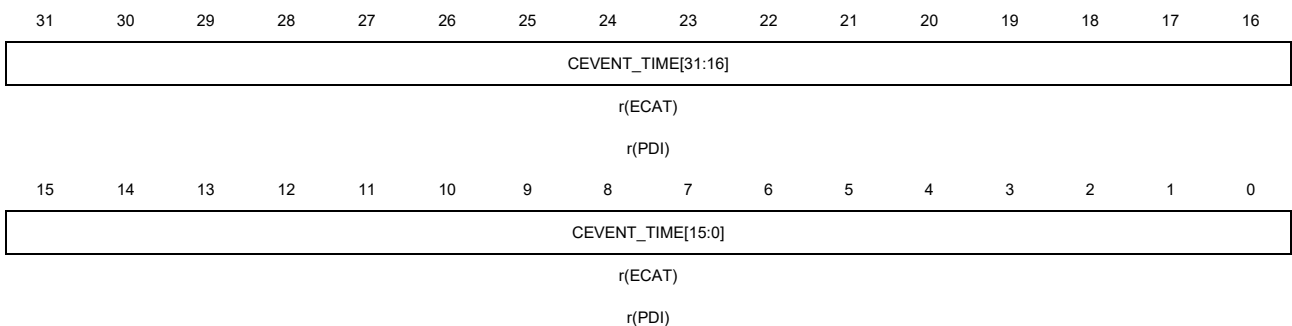 31 30 29 28 27 26 25 24 23 22 21 20 19 18 17 16
CEVENT_TIME[31:16]
r(ECAT)
r(PDI)
15 14 13 12 11 10 9 8 7 6 5 4 3 2 1 0
CEVENT_TIME[15:0]
r(ECAT)
r(PDI)